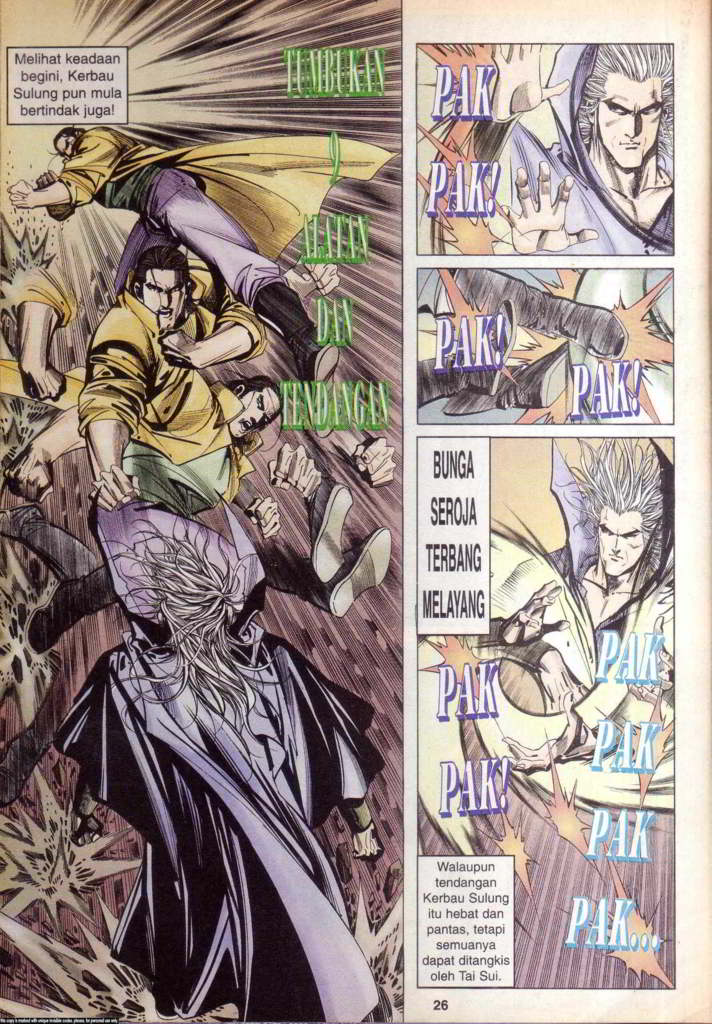 Melihat keadaan
begini, Kerbau
Sulung pun mula
bertindak juga!
TUMBUKAN
2
ALATAN
DAN
TENDANGAN
PAK
PAK!
PAK!
PAK!
BUNGA
SEROJA
TERBANG
MELAYANG
PAK
PAK!
PAK
PAK
PAK
PAK...
Walaupun
tendangan
Kerbau Sulung
itu hebat dan
pantas, tetapi
semuanya
dapat ditangkis
oleh Tai Sui.
26